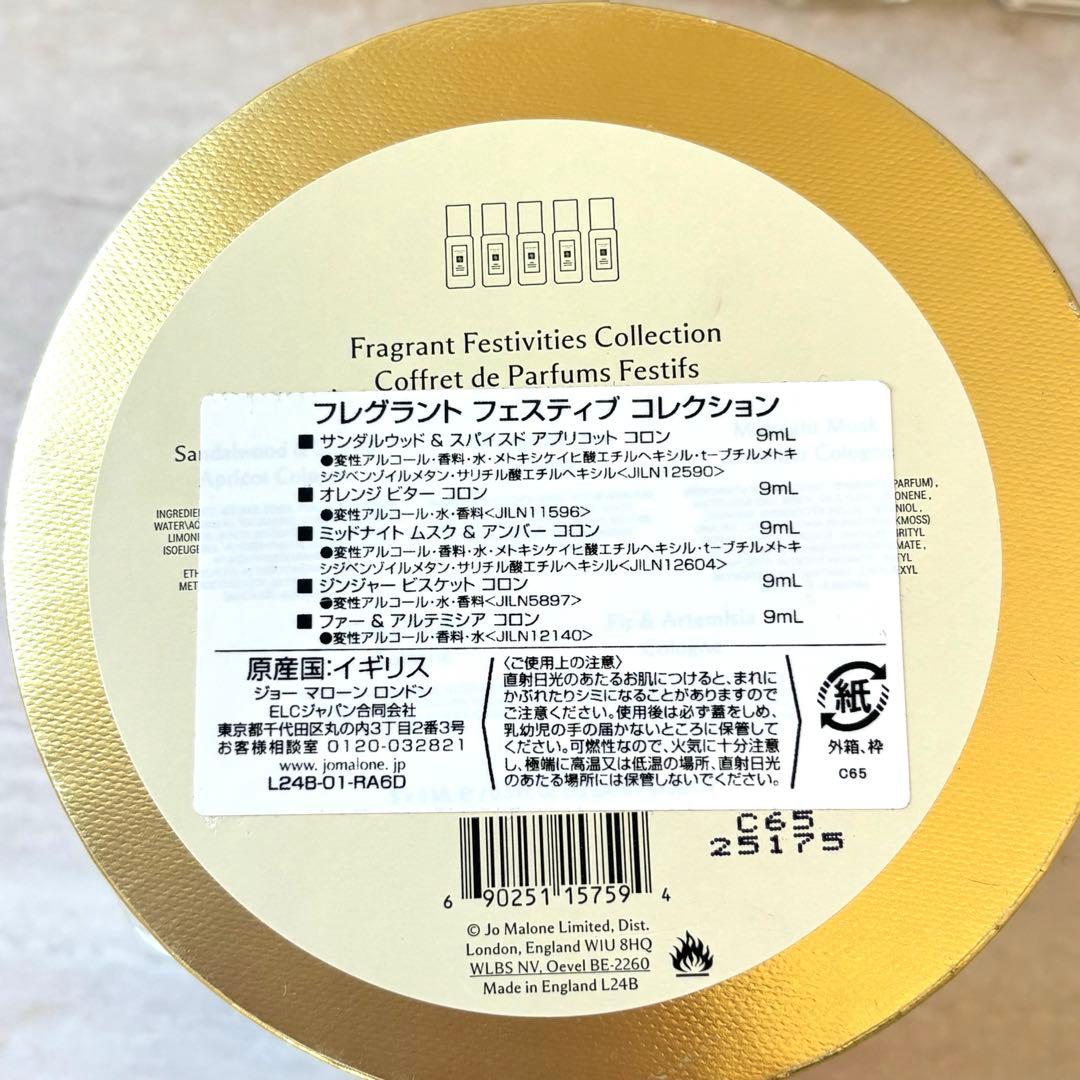 Fragrant Festivities Collection
Coffret de Parfums Festifs
フレグラント フェスティブ コレクション
■ サンダルウッド & スパイスド アプリコット コロン 9mL
●変性アルコール・香料・水・メトキシケイヒ酸エチルヘキシル・t-ブチルメトキ
シジベンゾイルメタン・サリチル酸エチルヘキシル<JILN12590>
■ オレンジ ビター コロン 9mL
●変性アルコール・水・香料<JILN11596>
■ ミッドナイト ムスク & アンバー コロン 9mL
●変性アルコール・香料・水・メトキシケイヒ酸エチルヘキシル・t-ブチルメトキ
シジベンゾイルメタン・サリチル酸エチルヘキシル<JILN12604>
■ ジンジャー ビスケット コロン 9mL
●変性アルコール・水・香料<JILN5897>
■ ファー & アルテミシア コロン 9mL
●変性アルコール・香料・水<JILN12140>
原産国:イギリス
ジョー マローン ロンドン
ELCジャパン合同会社
東京都千代田区丸の内3丁目2番3号
お客様相談室 0120-032821
www.jomalone.jp
L24B-01-RA6D
〈ご使用上の注意〉
直射日光のあたるお肌につけると、まれに
かぶれたりシミになることがありますので
ご注意ください。使用後は必ず蓋をしめ、
乳幼児の手の届かないところに保管して
ください。可燃性なので、火気に十分注意
し、極端に高温又は低温の場所、直射日光
のあたる場所には保管しないでください。
紙
外箱、枠
C65
C65
25175
6 90251 15759 4
© Jo Malone Limited, Dist.
London, England W1U 8HQ
WLBS NV, Oevel BE-2260
Made in England L24B